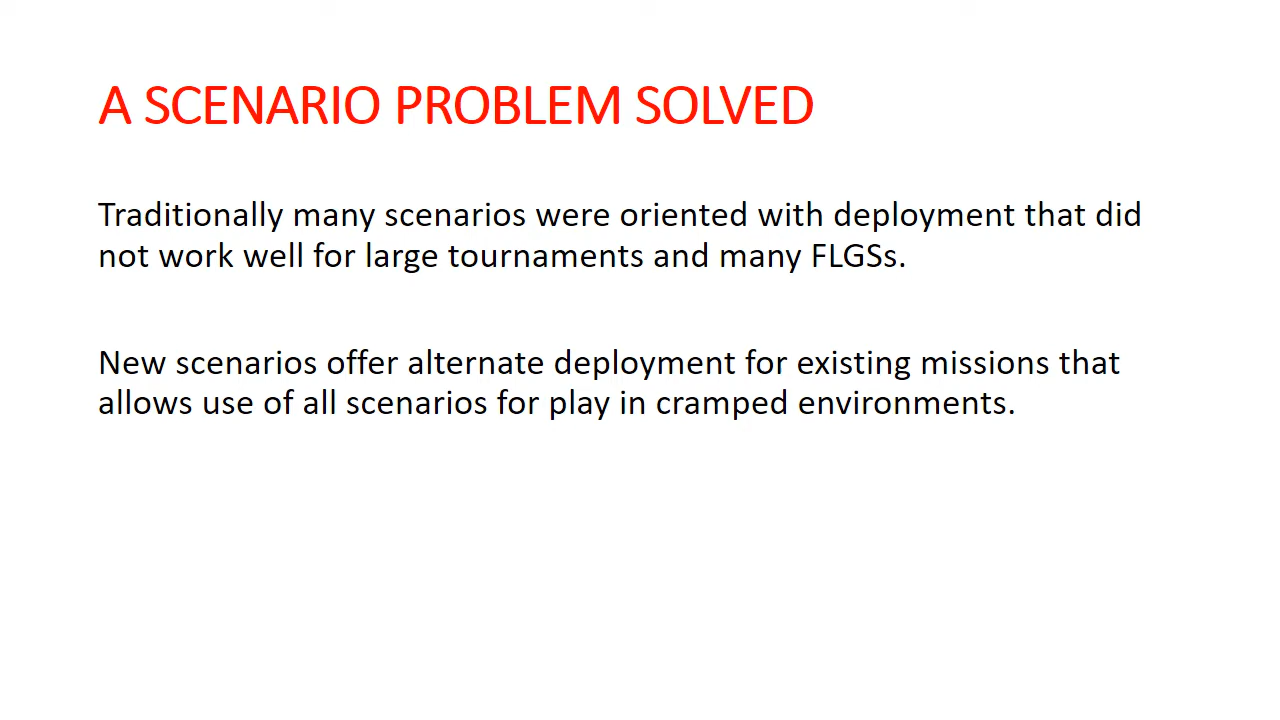 A SCENARIO PROBLEM SOLVED
Traditionally many scenarios were oriented with deployment that did
not work well for large tournaments and many FLGSs.
New scenarios offer alternate deployment for existing missions that
allows use of all scenarios for play in cramped environments.